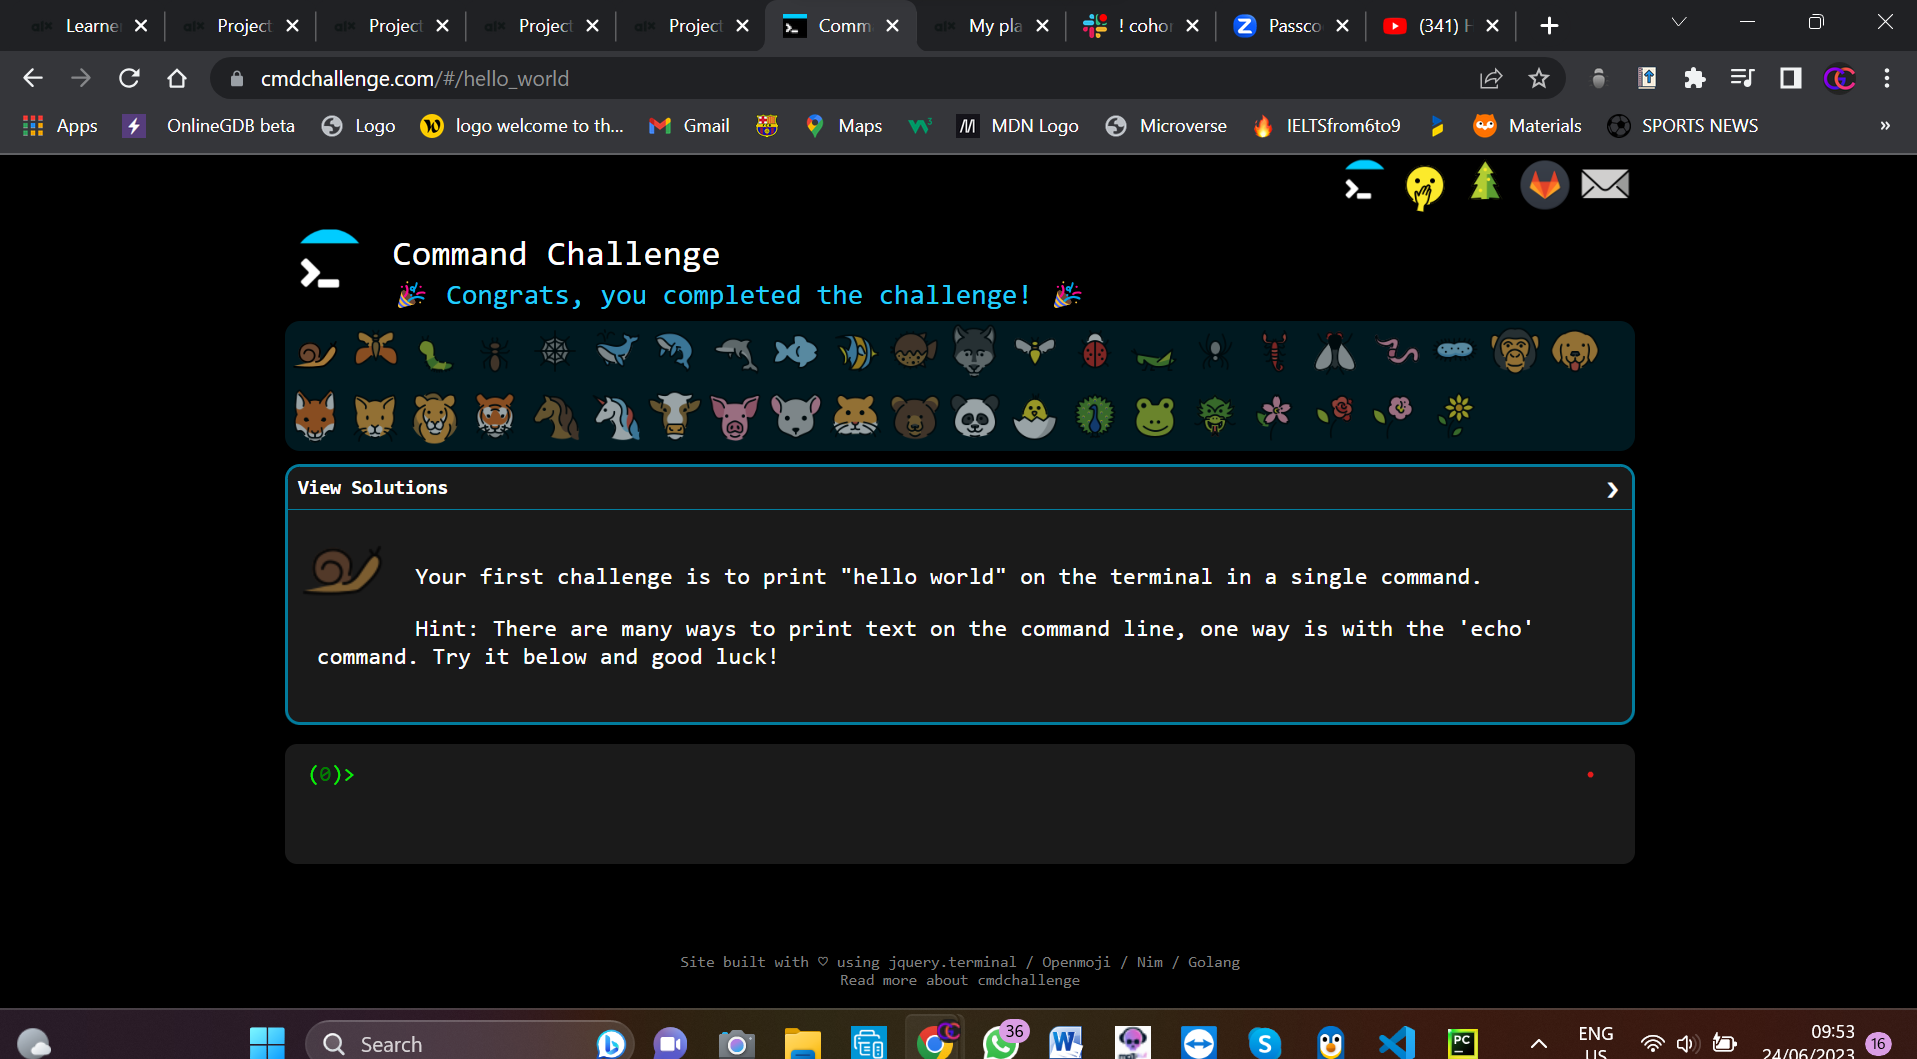 Learne Project Project Project Project Comm My pla ! cohor Passco (341) H
cmdchallenge.com/#/hello_world
Apps OnlineGDB beta Logo logo welcome to th... Gmail Maps MDN Logo Microverse IELTSfrom6to9 Materials SPORTS NEWS »
Command Challenge
Congrats, you completed the challenge!
View Solutions
Your first challenge is to print "hello world" on the terminal in a single command.
Hint: There are many ways to print text on the command line, one way is with the 'echo'
command. Try it below and good luck!
(0)>
Site built with ♡ using jquery.terminal / Openmoji / Nim / Golang
Read more about cmdchallenge
Search 36 ENG 09:53
US 24/06/2023 16